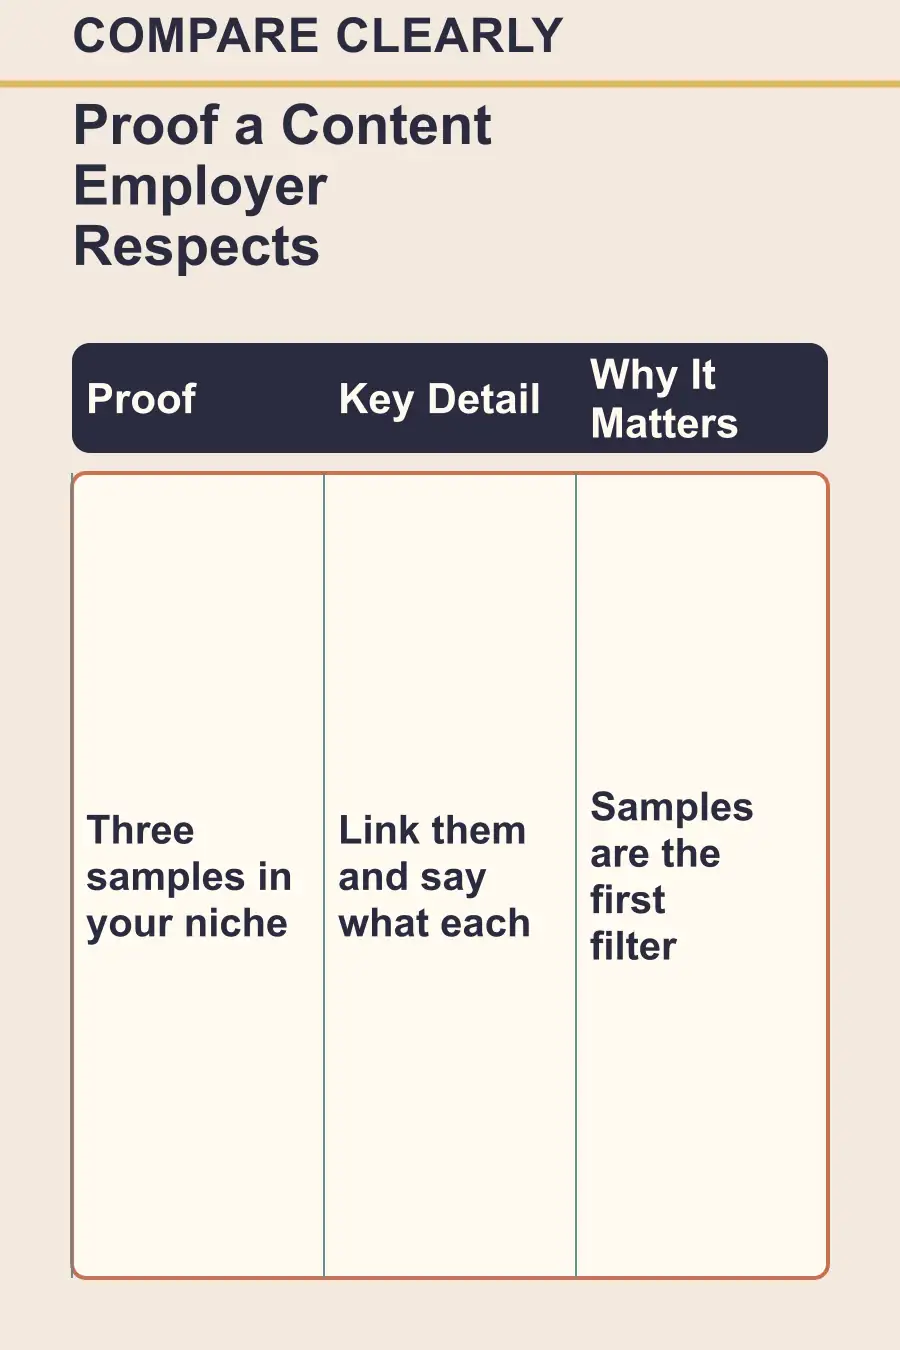 COMPARE CLEARLY
Proof a Content
Employer
Respects
Proof
Key Detail
Why It
Matters
Three
samples in
your niche
Link them
and say
what each
Samples
are the
first
filter